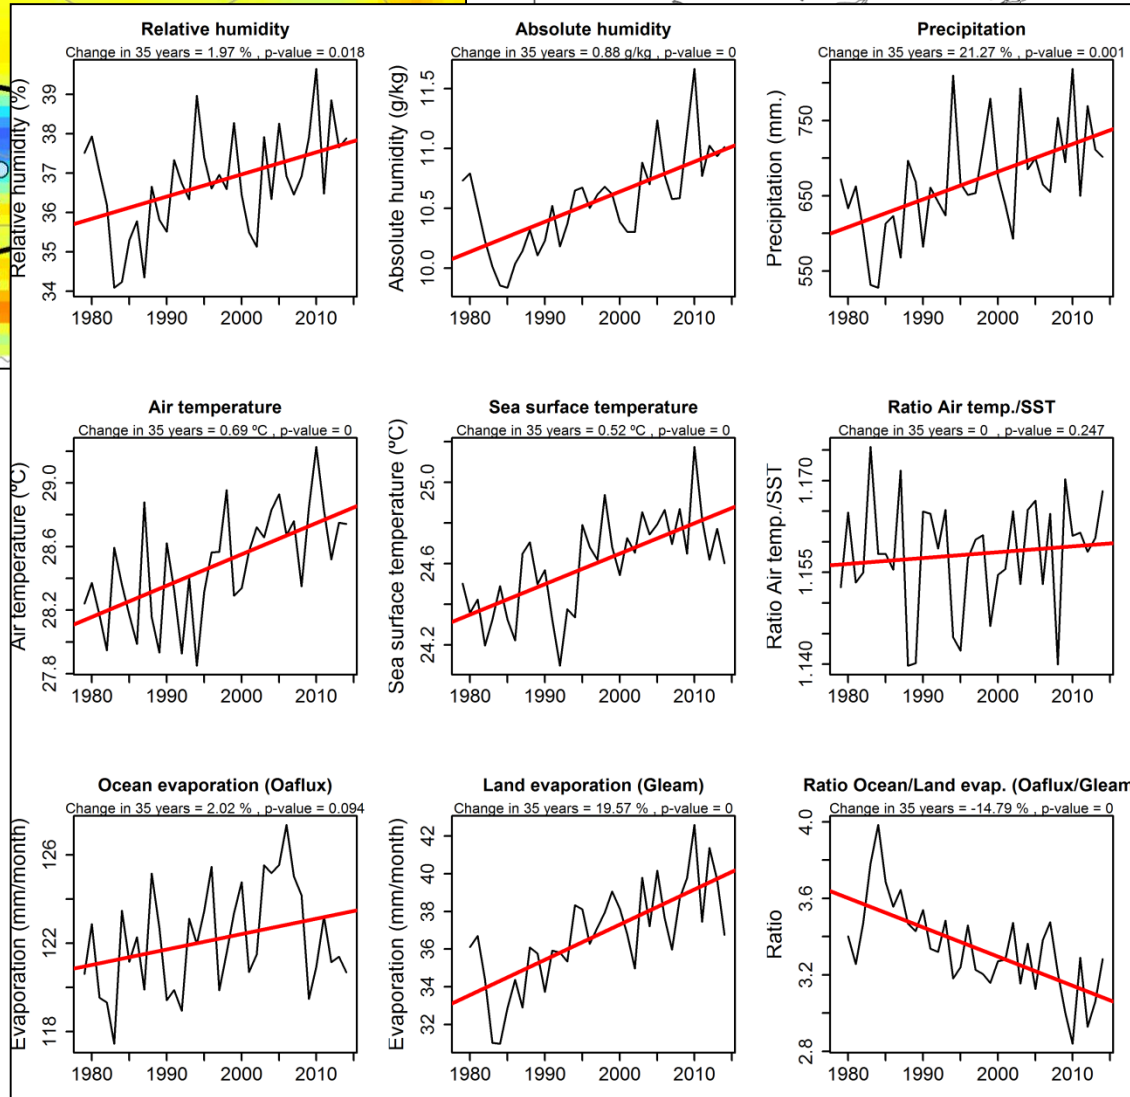 Relative humidity
Change in 35 years = 1.97 % , p-value = 0.018
Relative humidity (%)
39
38
37
36
35
34
1980 1990 2000 2010
Absolute humidity
Change in 35 years = 0.88 g/kg , p-value = 0
Absolute humidity (g/kg)
11.5
11.0
10.5
10.0
1980 1990 2000 2010
Precipitation
Change in 35 years = 21.27 % , p-value = 0.001
Precipitation (mm.)
750
650
550
1980 1990 2000 2010
Air temperature
Change in 35 years = 0.69 ºC , p-value = 0
Air temperature (ºC)
29.0
28.6
28.2
27.8
1980 1990 2000 2010
Sea surface temperature
Change in 35 years = 0.52 ºC , p-value = 0
Sea surface temperature (ºC)
25.0
24.6
24.2
1980 1990 2000 2010
Ratio Air temp./SST
Change in 35 years = 0 , p-value = 0.247
Ratio Air temp./SST
1.170
1.155
1.140
1980 1990 2000 2010
Ocean evaporation (Oaflux)
Change in 35 years = 2.02 % , p-value = 0.094
Evaporation (mm/month)
126
122
118
1980 1990 2000 2010
Land evaporation (Gleam)
Change in 35 years = 19.57 % , p-value = 0
Evaporation (mm/month)
42
40
38
36
34
32
1980 1990 2000 2010
Ratio Ocean/Land evap. (Oaflux/Gleam
Change in 35 years = -14.79 % , p-value = 0
Ratio
4.0
3.6
3.2
2.8
1980 1990 2000 2010